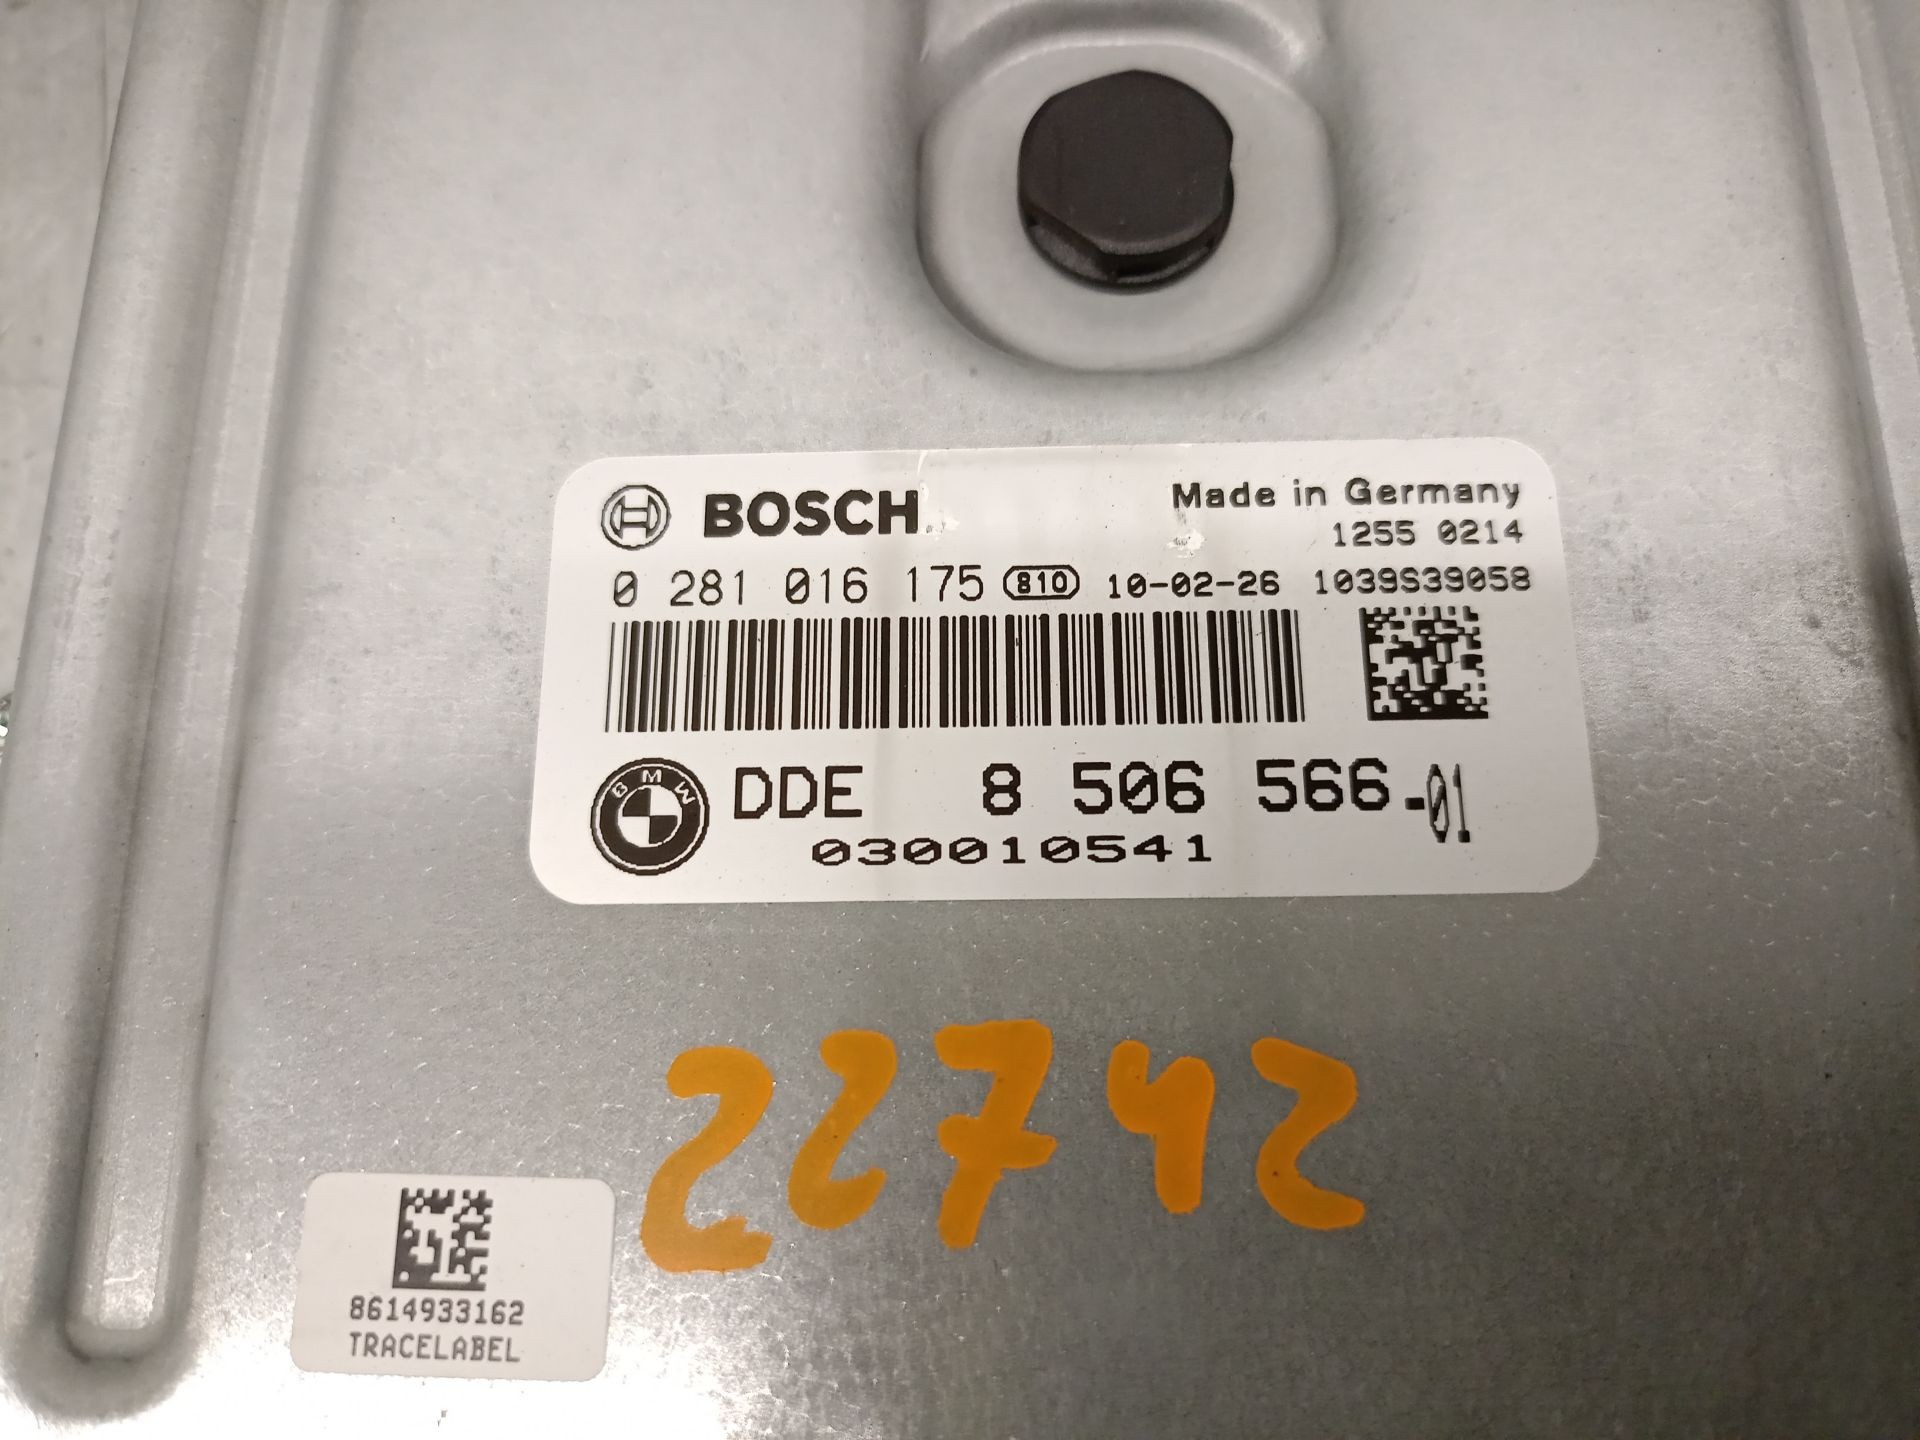 BOSCH Made in Germany
1255 0214
0 281 016 175 810 10-02-26 1039S39058
BMW DDE 8 506 566-01
030010541
22742
8614933162
TRACELABEL